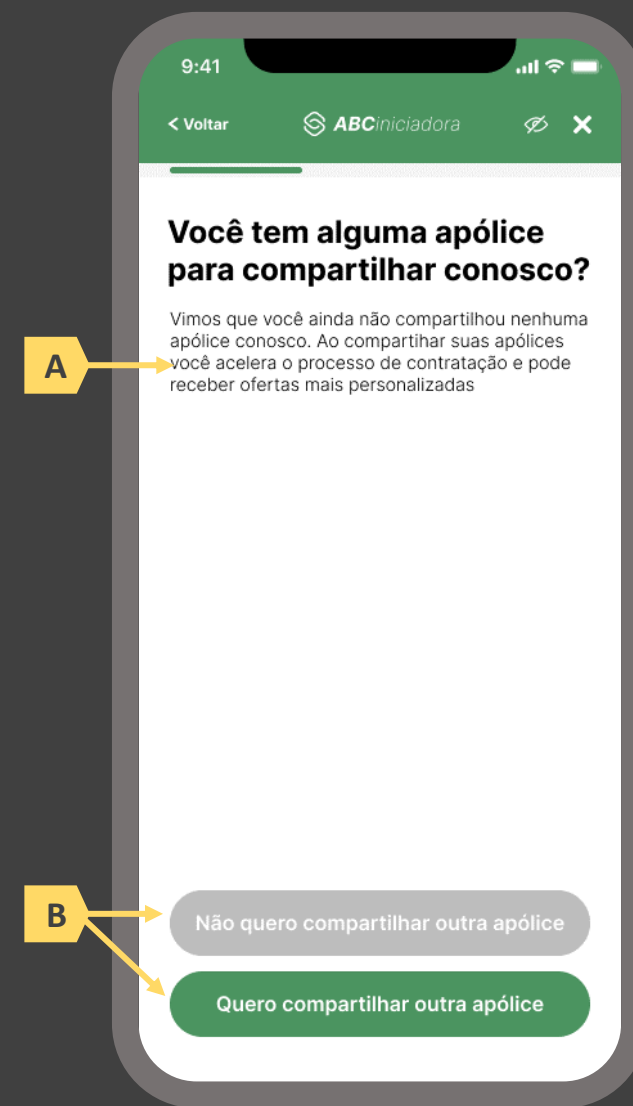 9:41
< Voltar
ABCiniciadora
Você tem alguma apólice
para compartilhar conosco?
Vimos que você ainda não compartilhou nenhuma
apólice conosco. Ao compartihar suas apólices
você acelera o processo de contratação e pode
receber ofertas mais personalizadas
A
B
Não quero compartilhar outra apólice
Quero compartilhar outra apólice